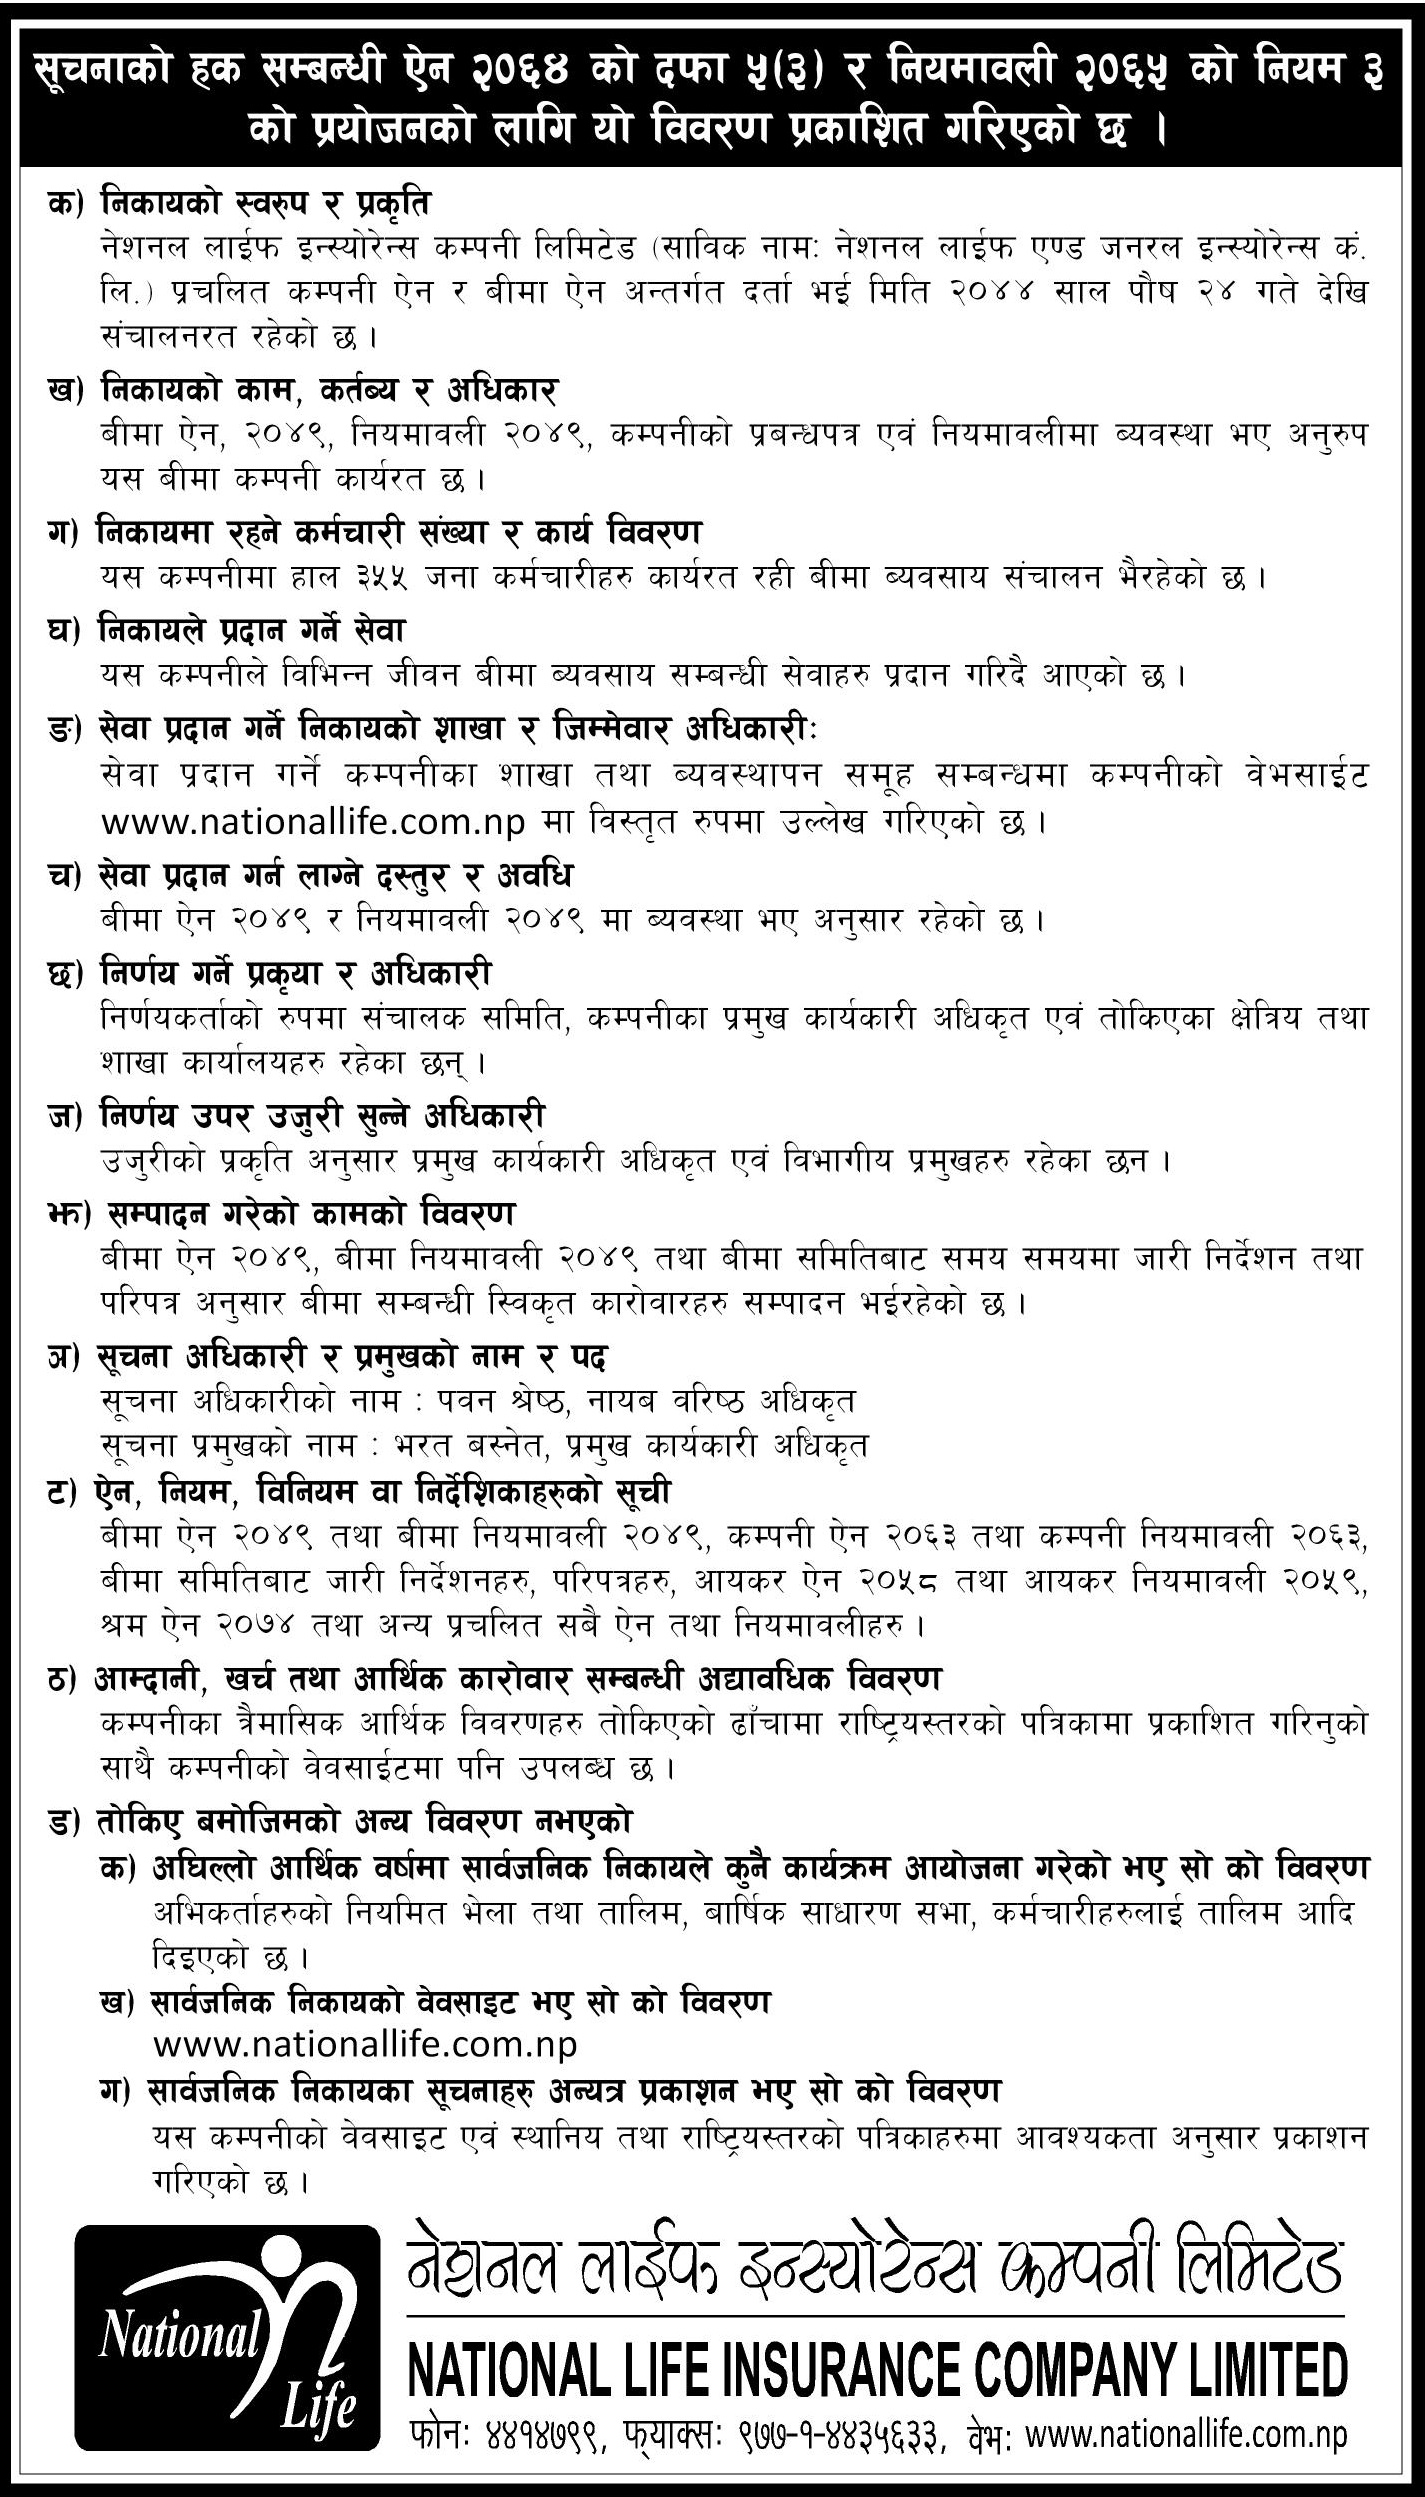 सूचनाको हक सम्बन्धी ऐन २०६४ को दफा ५(३) र नियमावली २०६५ को नियम ३
को प्रयोजनको लागि यो विवरण प्रकाशित गरिएको छ ।
क) निकायको स्वरुप र प्रकृति
नेशनल लाईफ इन्स्योरेन्स कम्पनी लिमिटेड (साविक नामः नेशनल लाईफ एण्ड जनरल इन्स्योरेन्स कं.
लि.) प्रचलित कम्पनी ऐन र बीमा ऐन अन्तर्गत दर्ता भई मिति २०४४ साल पौष २४ गते देखि
संचालनरत रहेको छ ।
ख) निकायको काम, कर्तब्य र अधिकार
बीमा ऐन, २०४९, नियमावली २०४९, कम्पनीको प्रबन्धपत्र एवं नियमावलीमा ब्यवस्था भए अनुरुप
यस बीमा कम्पनी कार्यरत छ ।
ग) निकायमा रहने कर्मचारी संख्या र कार्य विवरण
यस कम्पनीमा हाल ३५५ जना कर्मचारीहरु कार्यरत रही बीमा ब्यवसाय संचालन भैरहेको छ ।
घ) निकायले प्रदान गर्ने सेवा
यस कम्पनीले विभिन्न जीवन बीमा ब्यवसाय सम्बन्धी सेवाहरु प्रदान गरिदै आएको छ ।
ङ) सेवा प्रदान गर्ने निकायको शाखा र जिम्मेवार अधिकारीः
सेवा प्रदान गर्ने कम्पनीका शाखा तथा ब्यवस्थापन समूह सम्बन्धमा कम्पनीको वेभसाईट
www.nationallife.com.np मा विस्तृत रुपमा उल्लेख गरिएको छ ।
च) सेवा प्रदान गर्न लाग्ने दस्तुर र अवधि
बीमा ऐन २०४९ र नियमावली २०४९ मा ब्यवस्था भए अनुसार रहेको छ ।
छ) निर्णय गर्ने प्रकृया र अधिकारी
निर्णयकर्ताको रुपमा संचालक समिति, कम्पनीका प्रमुख कार्यकारी अधिकृत एवं तोकिएका क्षेत्रिय तथा
शाखा कार्यालयहरु रहेका छन् ।
ज) निर्णय उपर उजुरी सुन्ने अधिकारी
उजुरीको प्रकृति अनुसार प्रमुख कार्यकारी अधिकृत एवं विभागीय प्रमुखहरु रहेका छन ।
झ) सम्पादन गरेको कामको विवरण
बीमा ऐन २०४९, बीमा नियमावली २०४९ तथा बीमा समितिबाट समय समयमा जारी निर्देशन तथा
परिपत्र अनुसार बीमा सम्बन्धी स्विकृत कारोवारहरु सम्पादन भईरहेको छ ।
ञ) सूचना अधिकारी र प्रमुखको नाम र पद
सूचना अधिकारीको नाम : पवन श्रेष्ठ, नायब वरिष्ठ अधिकृत
सूचना प्रमुखको नाम : भरत बस्नेत, प्रमुख कार्यकारी अधिकृत
ट) ऐन, नियम, विनियम वा निर्देशिकाहरुको सूची
बीमा ऐन २०४९ तथा बीमा नियमावली २०४९, कम्पनी ऐन २०६३ तथा कम्पनी नियमावली २०६३,
बीमा समितिबाट जारी निर्देशनहरु, परिपत्रहरु, आयकर ऐन २०५८ तथा आयकर नियमावली २०५९,
श्रम ऐन २०७४ तथा अन्य प्रचलित सबै ऐन तथा नियमावलीहरु ।
ठ) आम्दानी, खर्च तथा आर्थिक कारोवार सम्बन्धी अद्यावधिक विवरण
कम्पनीका त्रैमासिक आर्थिक विवरणहरु तोकिएको ढाँचामा राष्ट्रियस्तरको पत्रिकामा प्रकाशित गरिनुको
साथै कम्पनीको वेवसाईटमा पनि उपलब्ध छ ।
ड) तोकिए बमोजिमको अन्य विवरण नभएको
क) अघिल्लो आर्थिक वर्षमा सार्वजनिक निकायले कुनै कार्यक्रम आयोजना गरेको भए सो को विवरण
अभिकर्ताहरुको नियमित भेला तथा तालिम, बार्षिक साधारण सभा, कर्मचारीहरुलाई तालिम आदि
दिइएको छ ।
ख) सार्वजनिक निकायको वेवसाइट भए सो को विवरण
www.nationallife.com.np
ग) सार्वजनिक निकायका सूचनाहरु अन्यत्र प्रकाशन भए सो को विवरण
यस कम्पनीको वेवसाइट एवं स्थानिय तथा राष्ट्रियस्तरको पत्रिकाहरुमा आवश्यकता अनुसार प्रकाशन
गरिएको छ ।
National
Life
नेशनल लाईफ इन्स्योरेन्स कम्पनी लिमिटेड
NATIONAL LIFE INSURANCE COMPANY LIMITED
फोनः ४४१४७९९, फ्याक्सः ९७७-१-४४३५६३३, वेभः www.nationallife.com.np